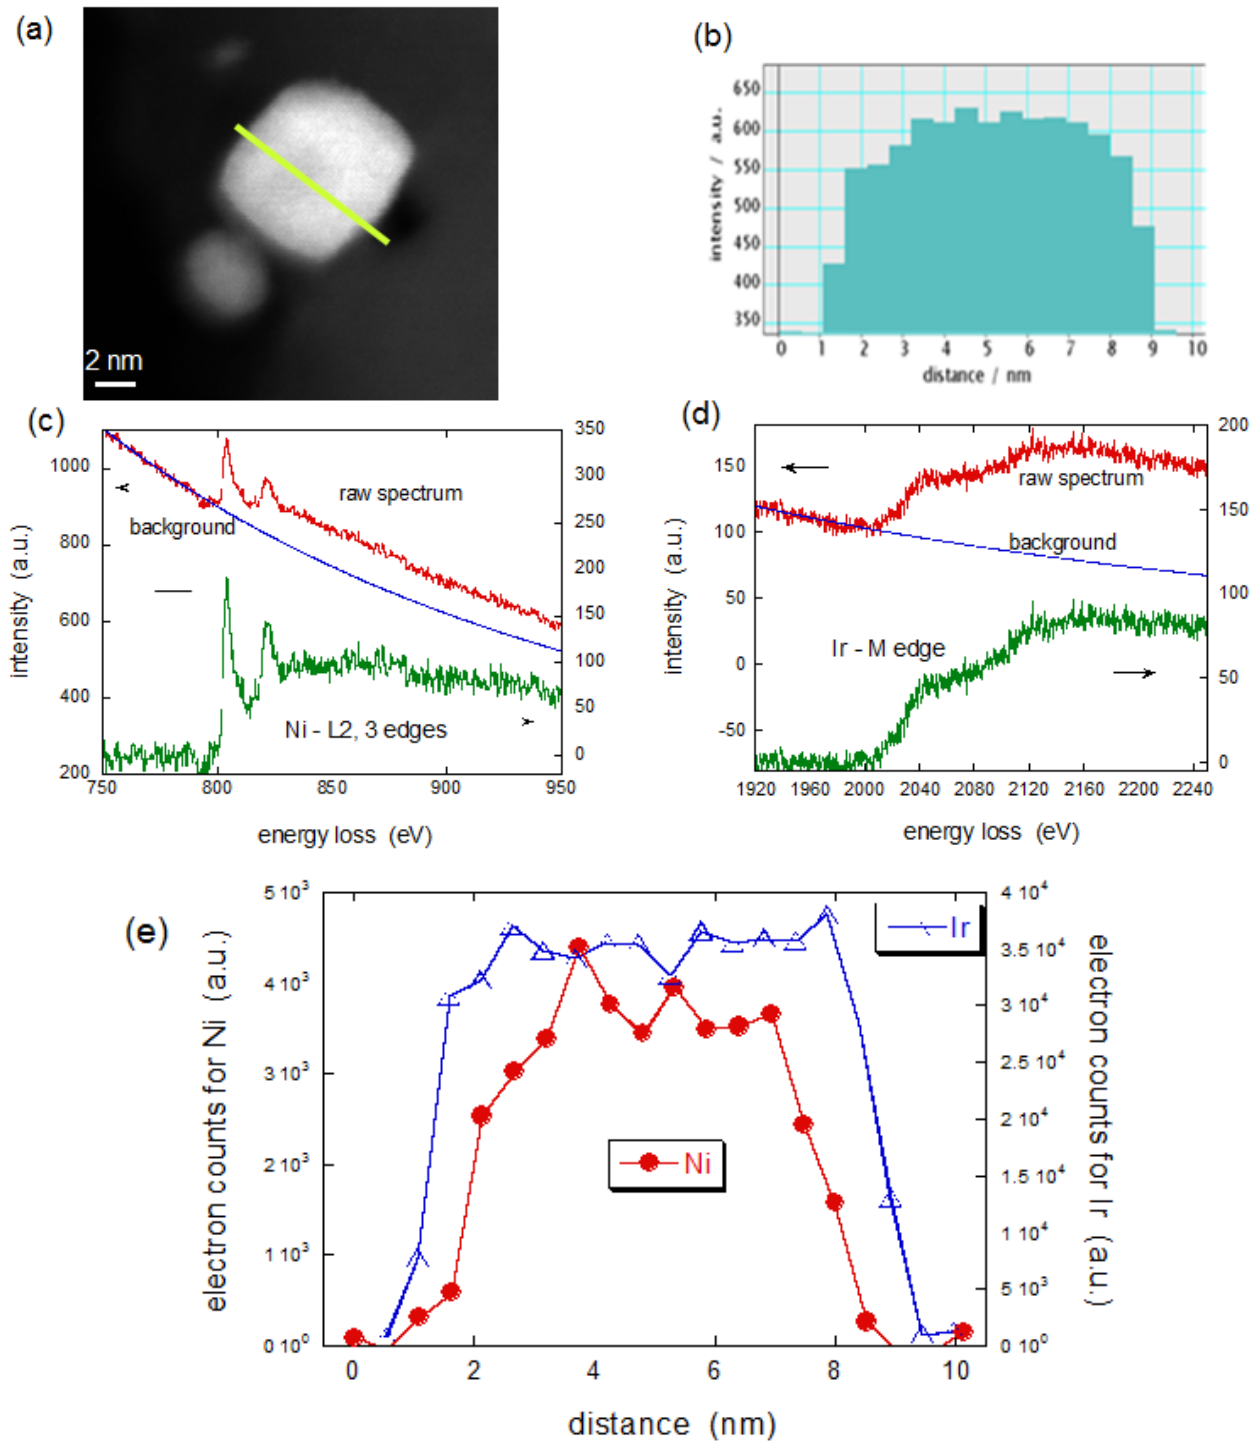 (a)
2 nm
(b)
intensity / a.u.
650
600
550
500
450
400
350
0 1 2 3 4 5 6 7 8 9 10
distance / nm
(c)
intensity (a.u.)
1000
800
600
400
200
350
300
250
200
150
100
50
0
raw spectrum
background
Ni - L2, 3 edges
750 800 850 900 950
energy loss (eV)
(d)
intensity (a.u.)
150
100
50
0
-50
200
150
100
50
0
raw spectrum
background
Ir - M edge
1920 1960 2000 2040 2080 2120 2160 2200 2240
energy loss (eV)
(e)
electron counts for Ni (a.u.)
5 10³
4 10³
3 10³
2 10³
1 10³
0 10⁰
Ir
Ni
4 10⁴
3.5 10⁴
3 10⁴
2.5 10⁴
2 10⁴
1.5 10⁴
1 10⁴
5 10³
0 10⁰
electron counts for Ir (a.u.)
0 2 4 6 8 10
distance (nm)